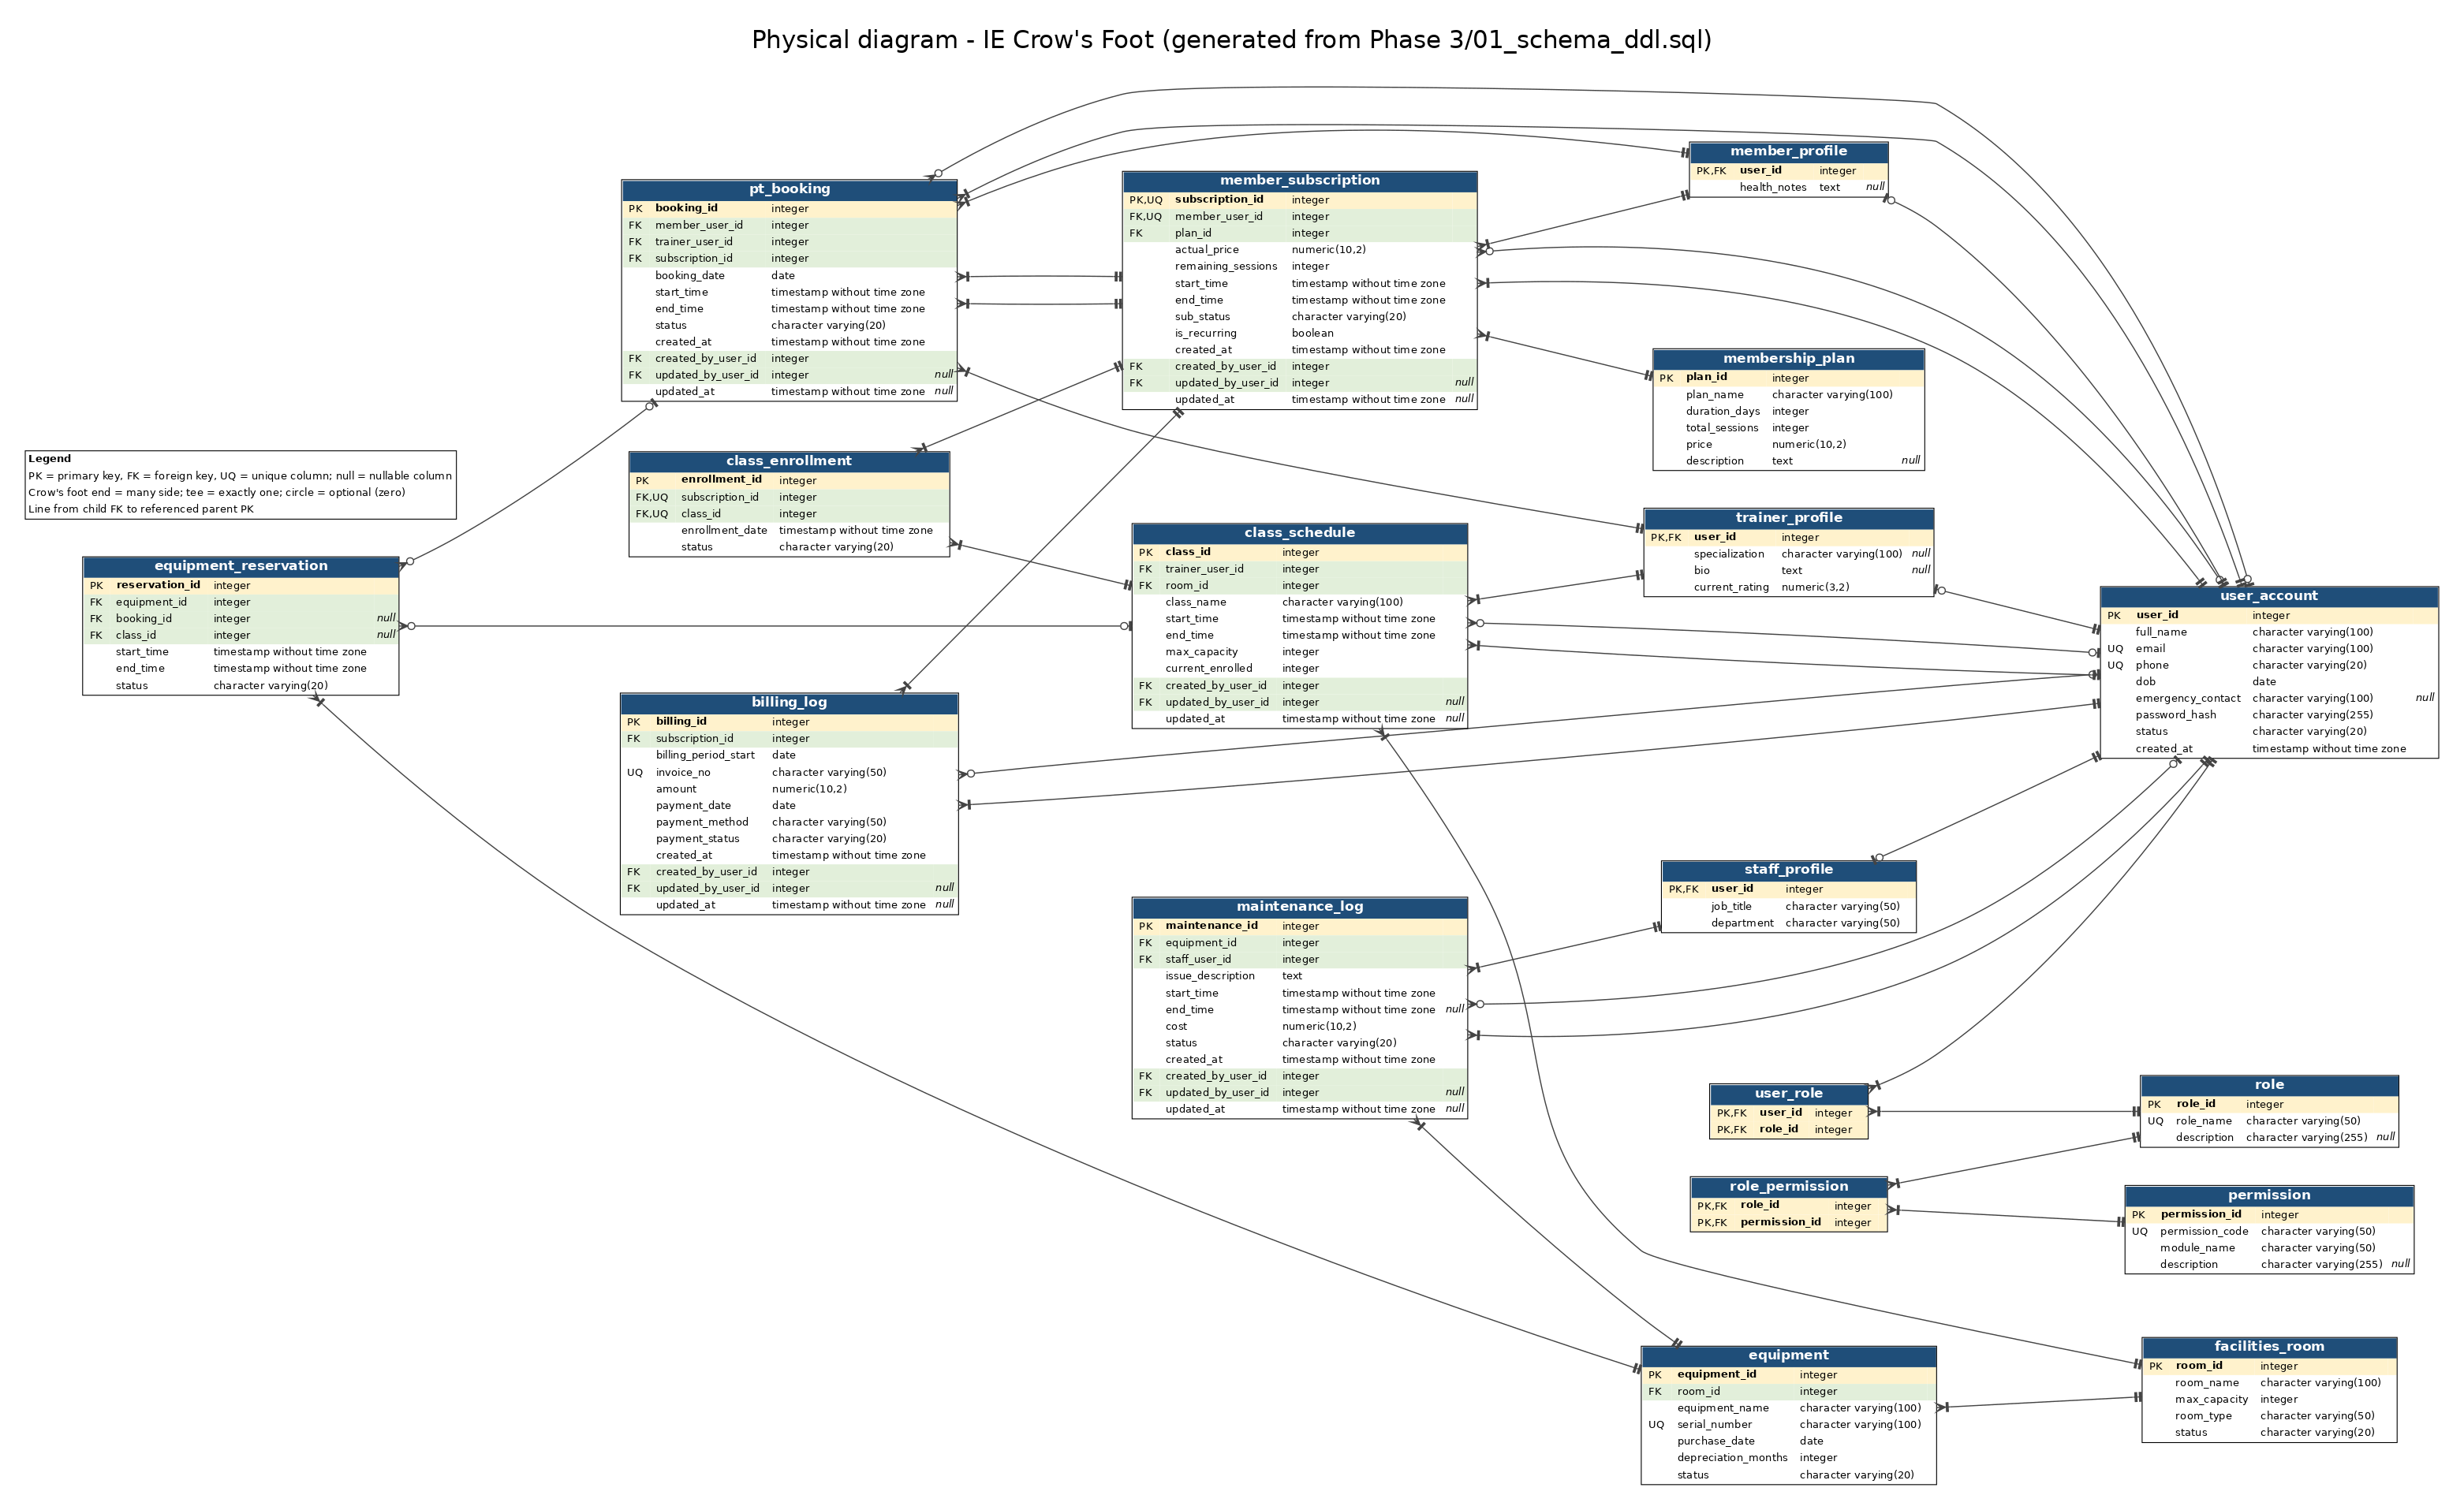 Physical diagram - IE Crow's Foot (generated from Phase 3/01_schema_ddl.sql)
member_profile
PK,FK user_id integer
health_notes text null
pt_booking
PK booking_id integer
FK member_user_id integer
FK trainer_user_id integer
FK subscription_id integer
booking_date date
start_time timestamp without time zone
end_time timestamp without time zone
status character varying(20)
created_at timestamp without time zone
FK created_by_user_id integer
FK updated_by_user_id integer null
updated_at timestamp without time zone null
member_subscription
PK,UQ subscription_id integer
FK,UQ member_user_id integer
FK plan_id integer
actual_price numeric(10,2)
remaining_sessions integer
start_time timestamp without time zone
end_time timestamp without time zone
sub_status character varying(20)
is_recurring boolean
created_at timestamp without time zone
FK created_by_user_id integer
FK updated_by_user_id integer null
updated_at timestamp without time zone null
membership_plan
PK plan_id integer
plan_name character varying(100)
duration_days integer
total_sessions integer
price numeric(10,2)
description text null
Legend
PK = primary key, FK = foreign key, UQ = unique column; null = nullable column
Crow's foot end = many side; tee = exactly one; circle = optional (zero)
Line from child FK to referenced parent PK
class_enrollment
PK enrollment_id integer
FK,UQ subscription_id integer
FK,UQ class_id integer
enrollment_date timestamp without time zone
status character varying(20)
trainer_profile
PK,FK user_id integer
specialization character varying(100) null
bio text null
current_rating numeric(3,2)
class_schedule
PK class_id integer
FK trainer_user_id integer
FK room_id integer
class_name character varying(100)
start_time timestamp without time zone
end_time timestamp without time zone
max_capacity integer
current_enrolled integer
FK created_by_user_id integer
FK updated_by_user_id integer null
updated_at timestamp without time zone null
equipment_reservation
PK reservation_id integer
FK equipment_id integer
FK booking_id integer null
FK class_id integer null
start_time timestamp without time zone
end_time timestamp without time zone
status character varying(20)
user_account
PK user_id integer
full_name character varying(100)
UQ email character varying(100)
UQ phone character varying(20)
dob date
emergency_contact character varying(100) null
password_hash character varying(255)
status character varying(20)
created_at timestamp without time zone
billing_log
PK billing_id integer
FK subscription_id integer
billing_period_start date
UQ invoice_no character varying(50)
amount numeric(10,2)
payment_date date
payment_method character varying(50)
payment_status character varying(20)
created_at timestamp without time zone
FK created_by_user_id integer
FK updated_by_user_id integer null
updated_at timestamp without time zone null
staff_profile
PK,FK user_id integer
job_title character varying(50)
department character varying(50)
maintenance_log
PK maintenance_id integer
FK equipment_id integer
FK staff_user_id integer
issue_description text
start_time timestamp without time zone
end_time timestamp without time zone null
cost numeric(10,2)
status character varying(20)
created_at timestamp without time zone
FK created_by_user_id integer
FK updated_by_user_id integer null
updated_at timestamp without time zone null
user_role
PK,FK user_id integer
PK,FK role_id integer
role
PK role_id integer
UQ role_name character varying(50)
description character varying(255) null
role_permission
PK,FK role_id integer
PK,FK permission_id integer
permission
PK permission_id integer
UQ permission_code character varying(50)
module_name character varying(50)
description character varying(255) null
equipment
PK equipment_id integer
FK room_id integer
equipment_name character varying(100)
UQ serial_number character varying(100)
purchase_date date
depreciation_months integer
status character varying(20)
facilities_room
PK room_id integer
room_name character varying(100)
max_capacity integer
room_type character varying(50)
status character varying(20)